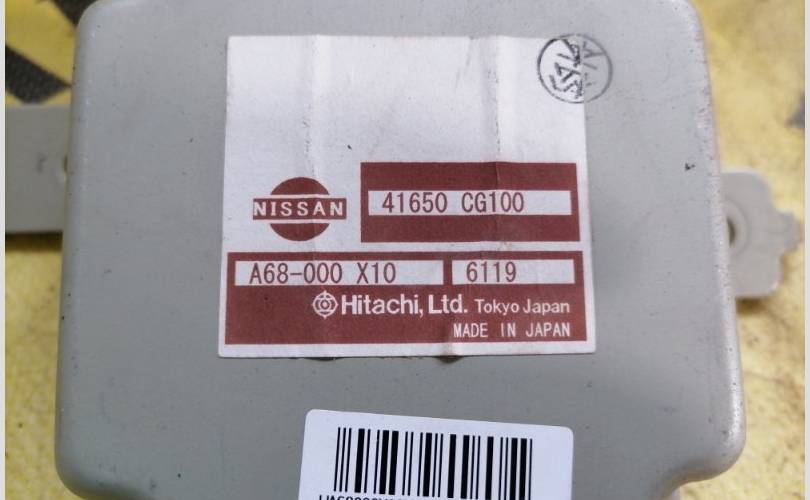 NISSAN
41650 CG100
A68-000 X10
6119
Hitachi, Ltd. Tokyo Japan
MADE IN JAPAN